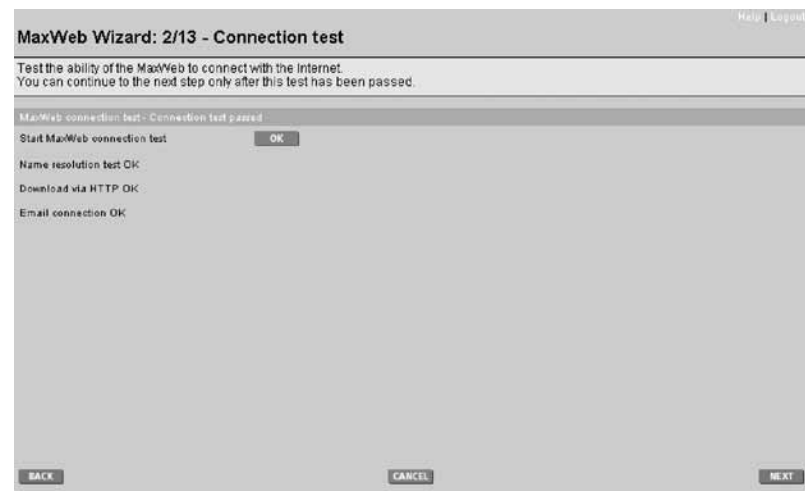 Help | Logout
MaxWeb Wizard: 2/13 - Connection test
Test the ability of the MaxWeb to connect with the Internet.
You can continue to the next step only after this test has been passed.
MaxWeb connection test - Connection test passed
Start MaxWeb connection test OK
Name resolution test OK
Download via HTTP OK
Email connection OK
BACK CANCEL NEXT